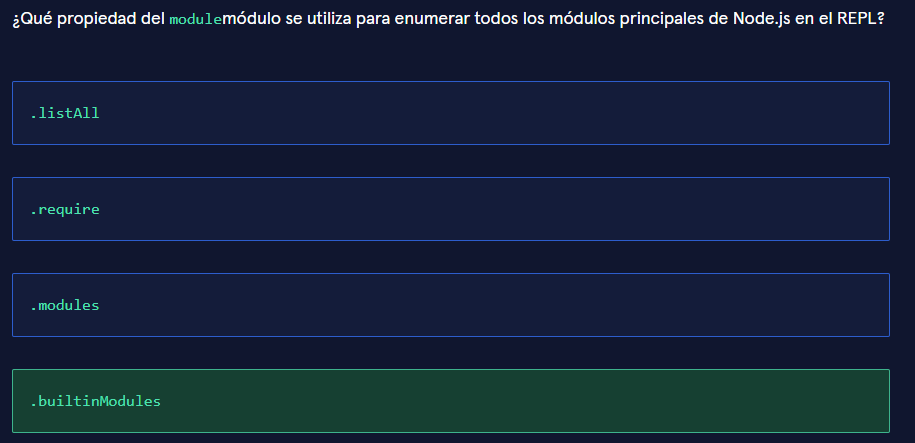 ¿Qué propiedad del modulemódulo se utiliza para enumerar todos los módulos principales de Node.js en el REPL?
.listAll
.require
.modules
.builtinModules